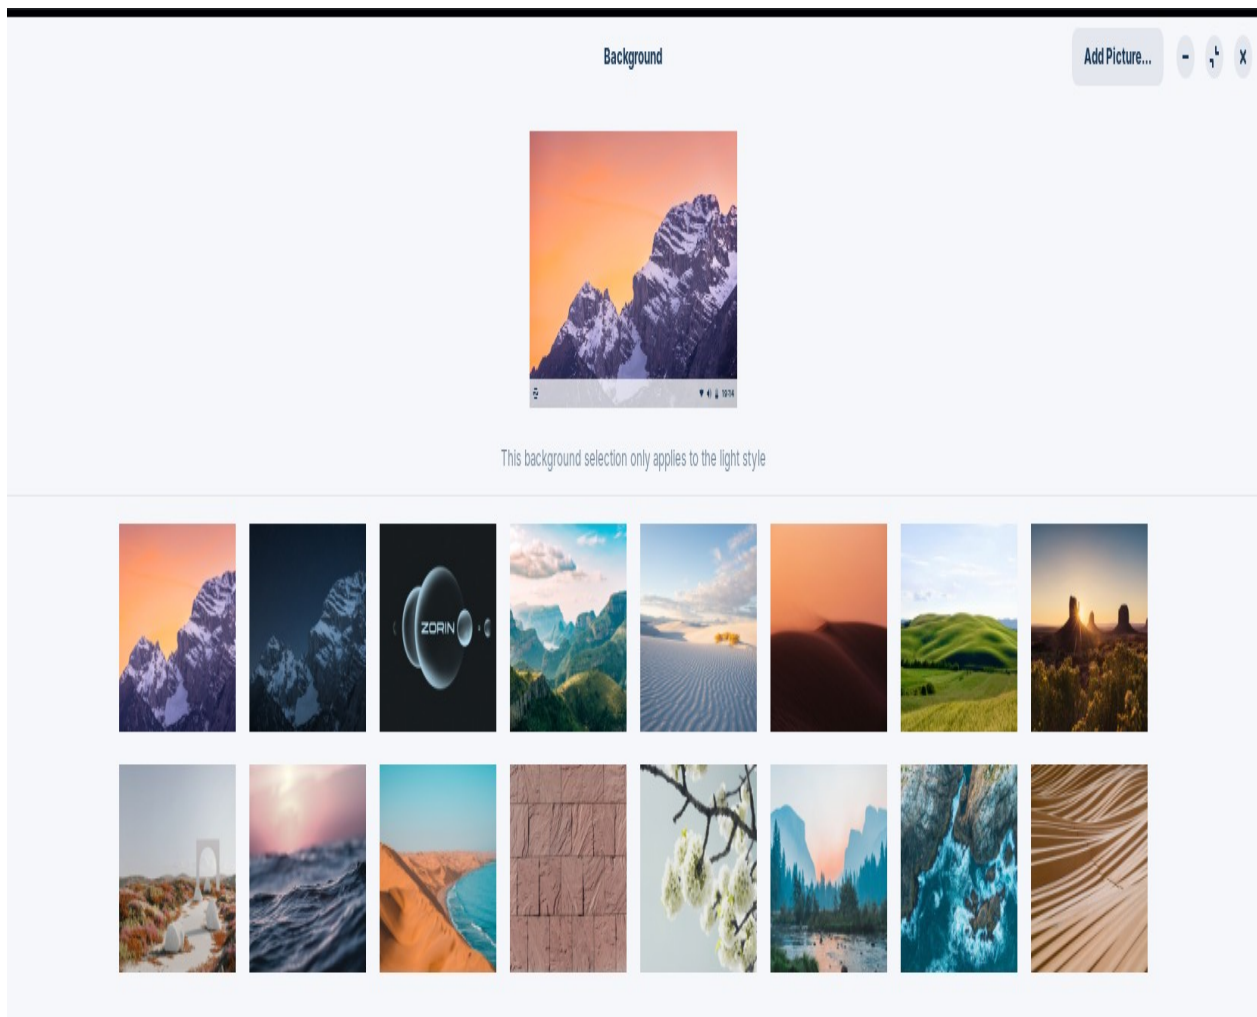 Background
Add Picture...
This background selection only applies to the light style
ZORIN